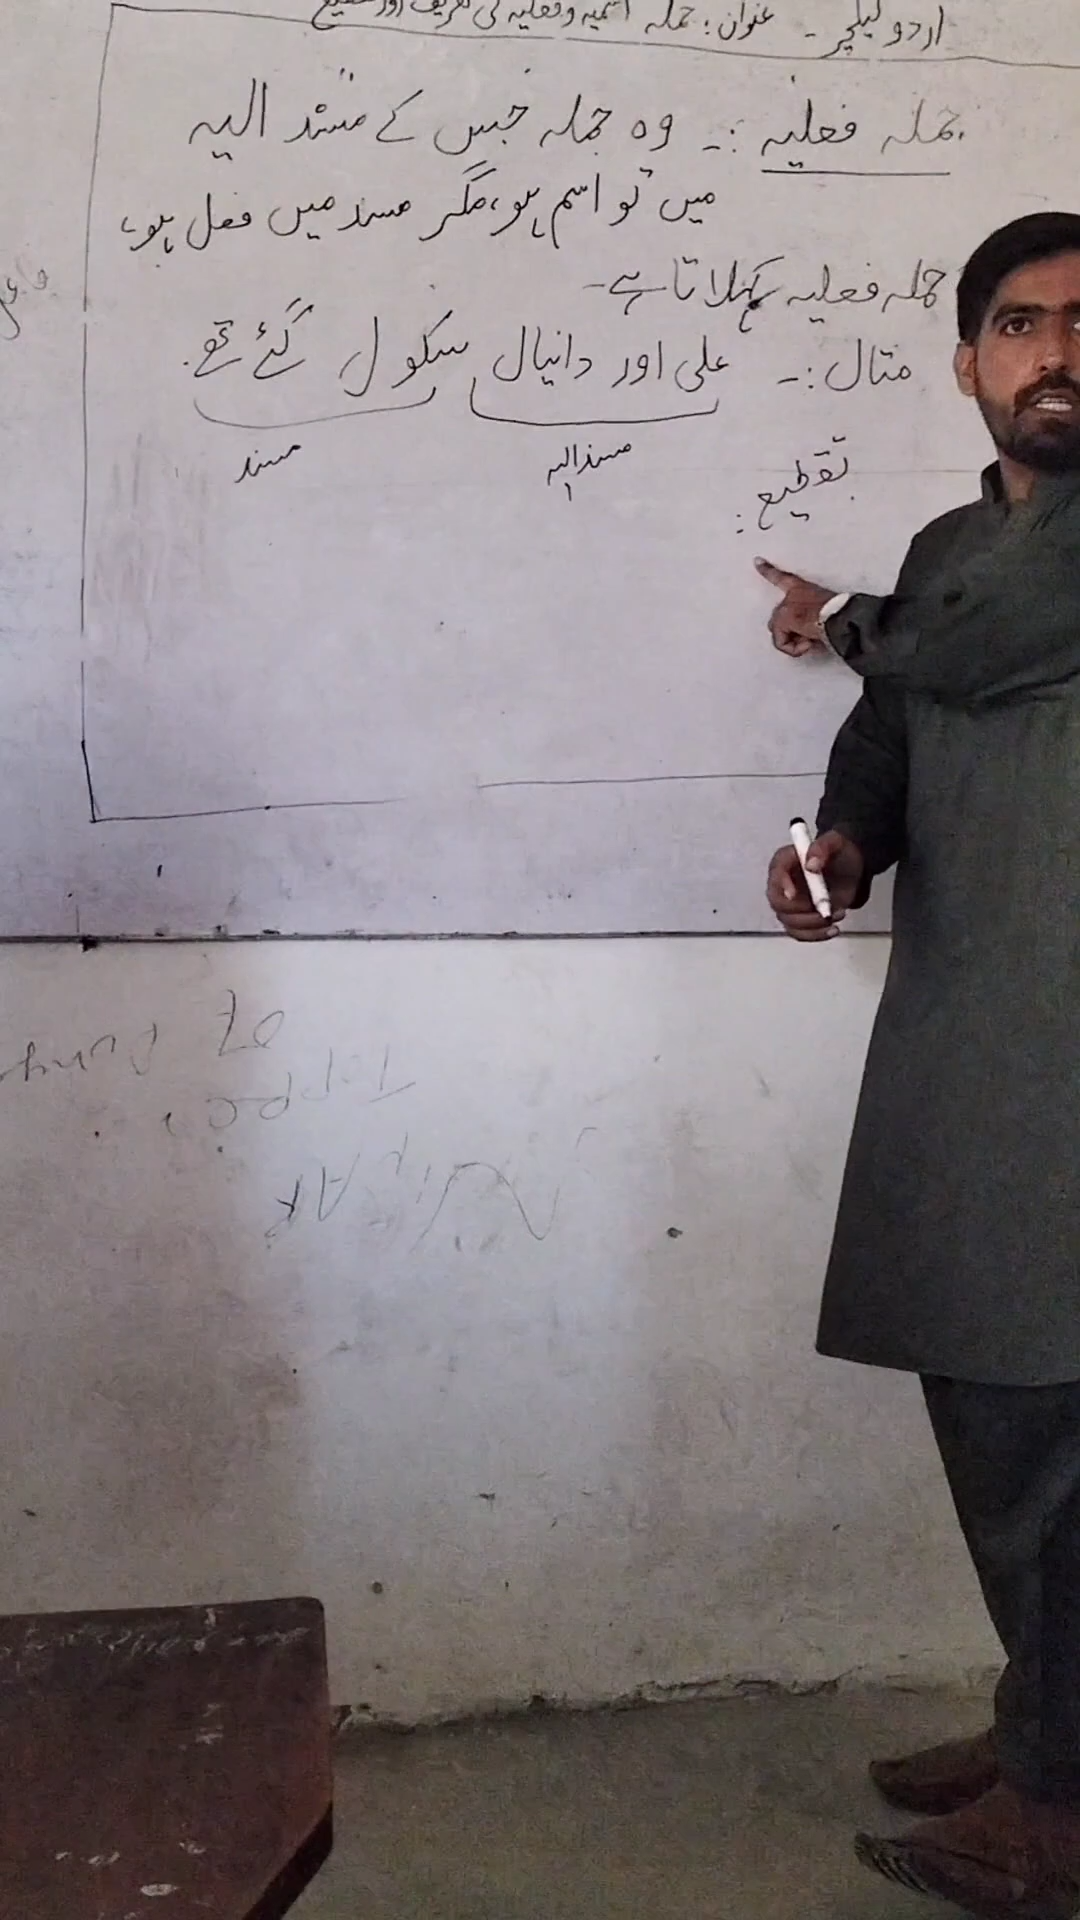 اردو لیکچر ۔ عنوان : جملہ اسمیہ و فعلیہ کی تعریف اور تقطیع
جملہ فعلیہ :۔ وہ جملہ جس کے مسند الیہ
میں تو اسم ہو، مگر مسند میں فعل ہو،
جملہ فعلیہ کہلاتا ہے۔
مثال :۔ علی اور دانیال سکول گئے تھے۔
مسند الیہ مسند
تقطیع :